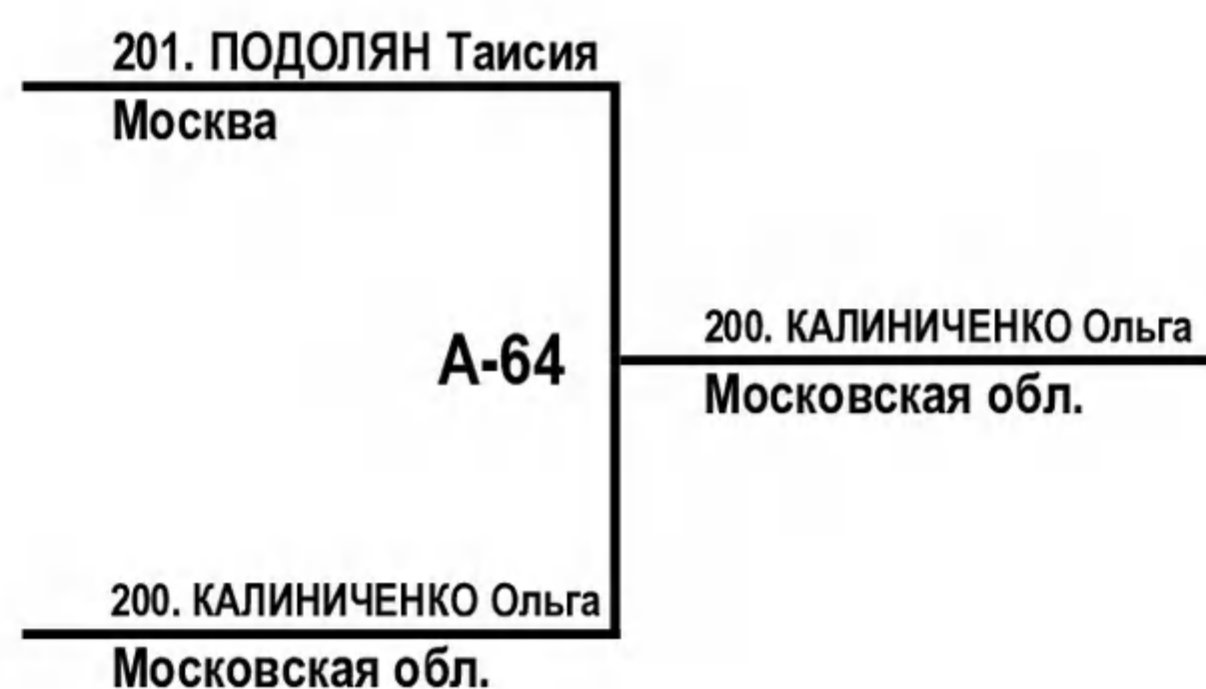 201. ПОДОЛЯН Таисия
Москва
А-64
200. КАЛИНИЧЕНКО Ольга
Московская обл.
200. КАЛИНИЧЕНКО Ольга
Московская обл.